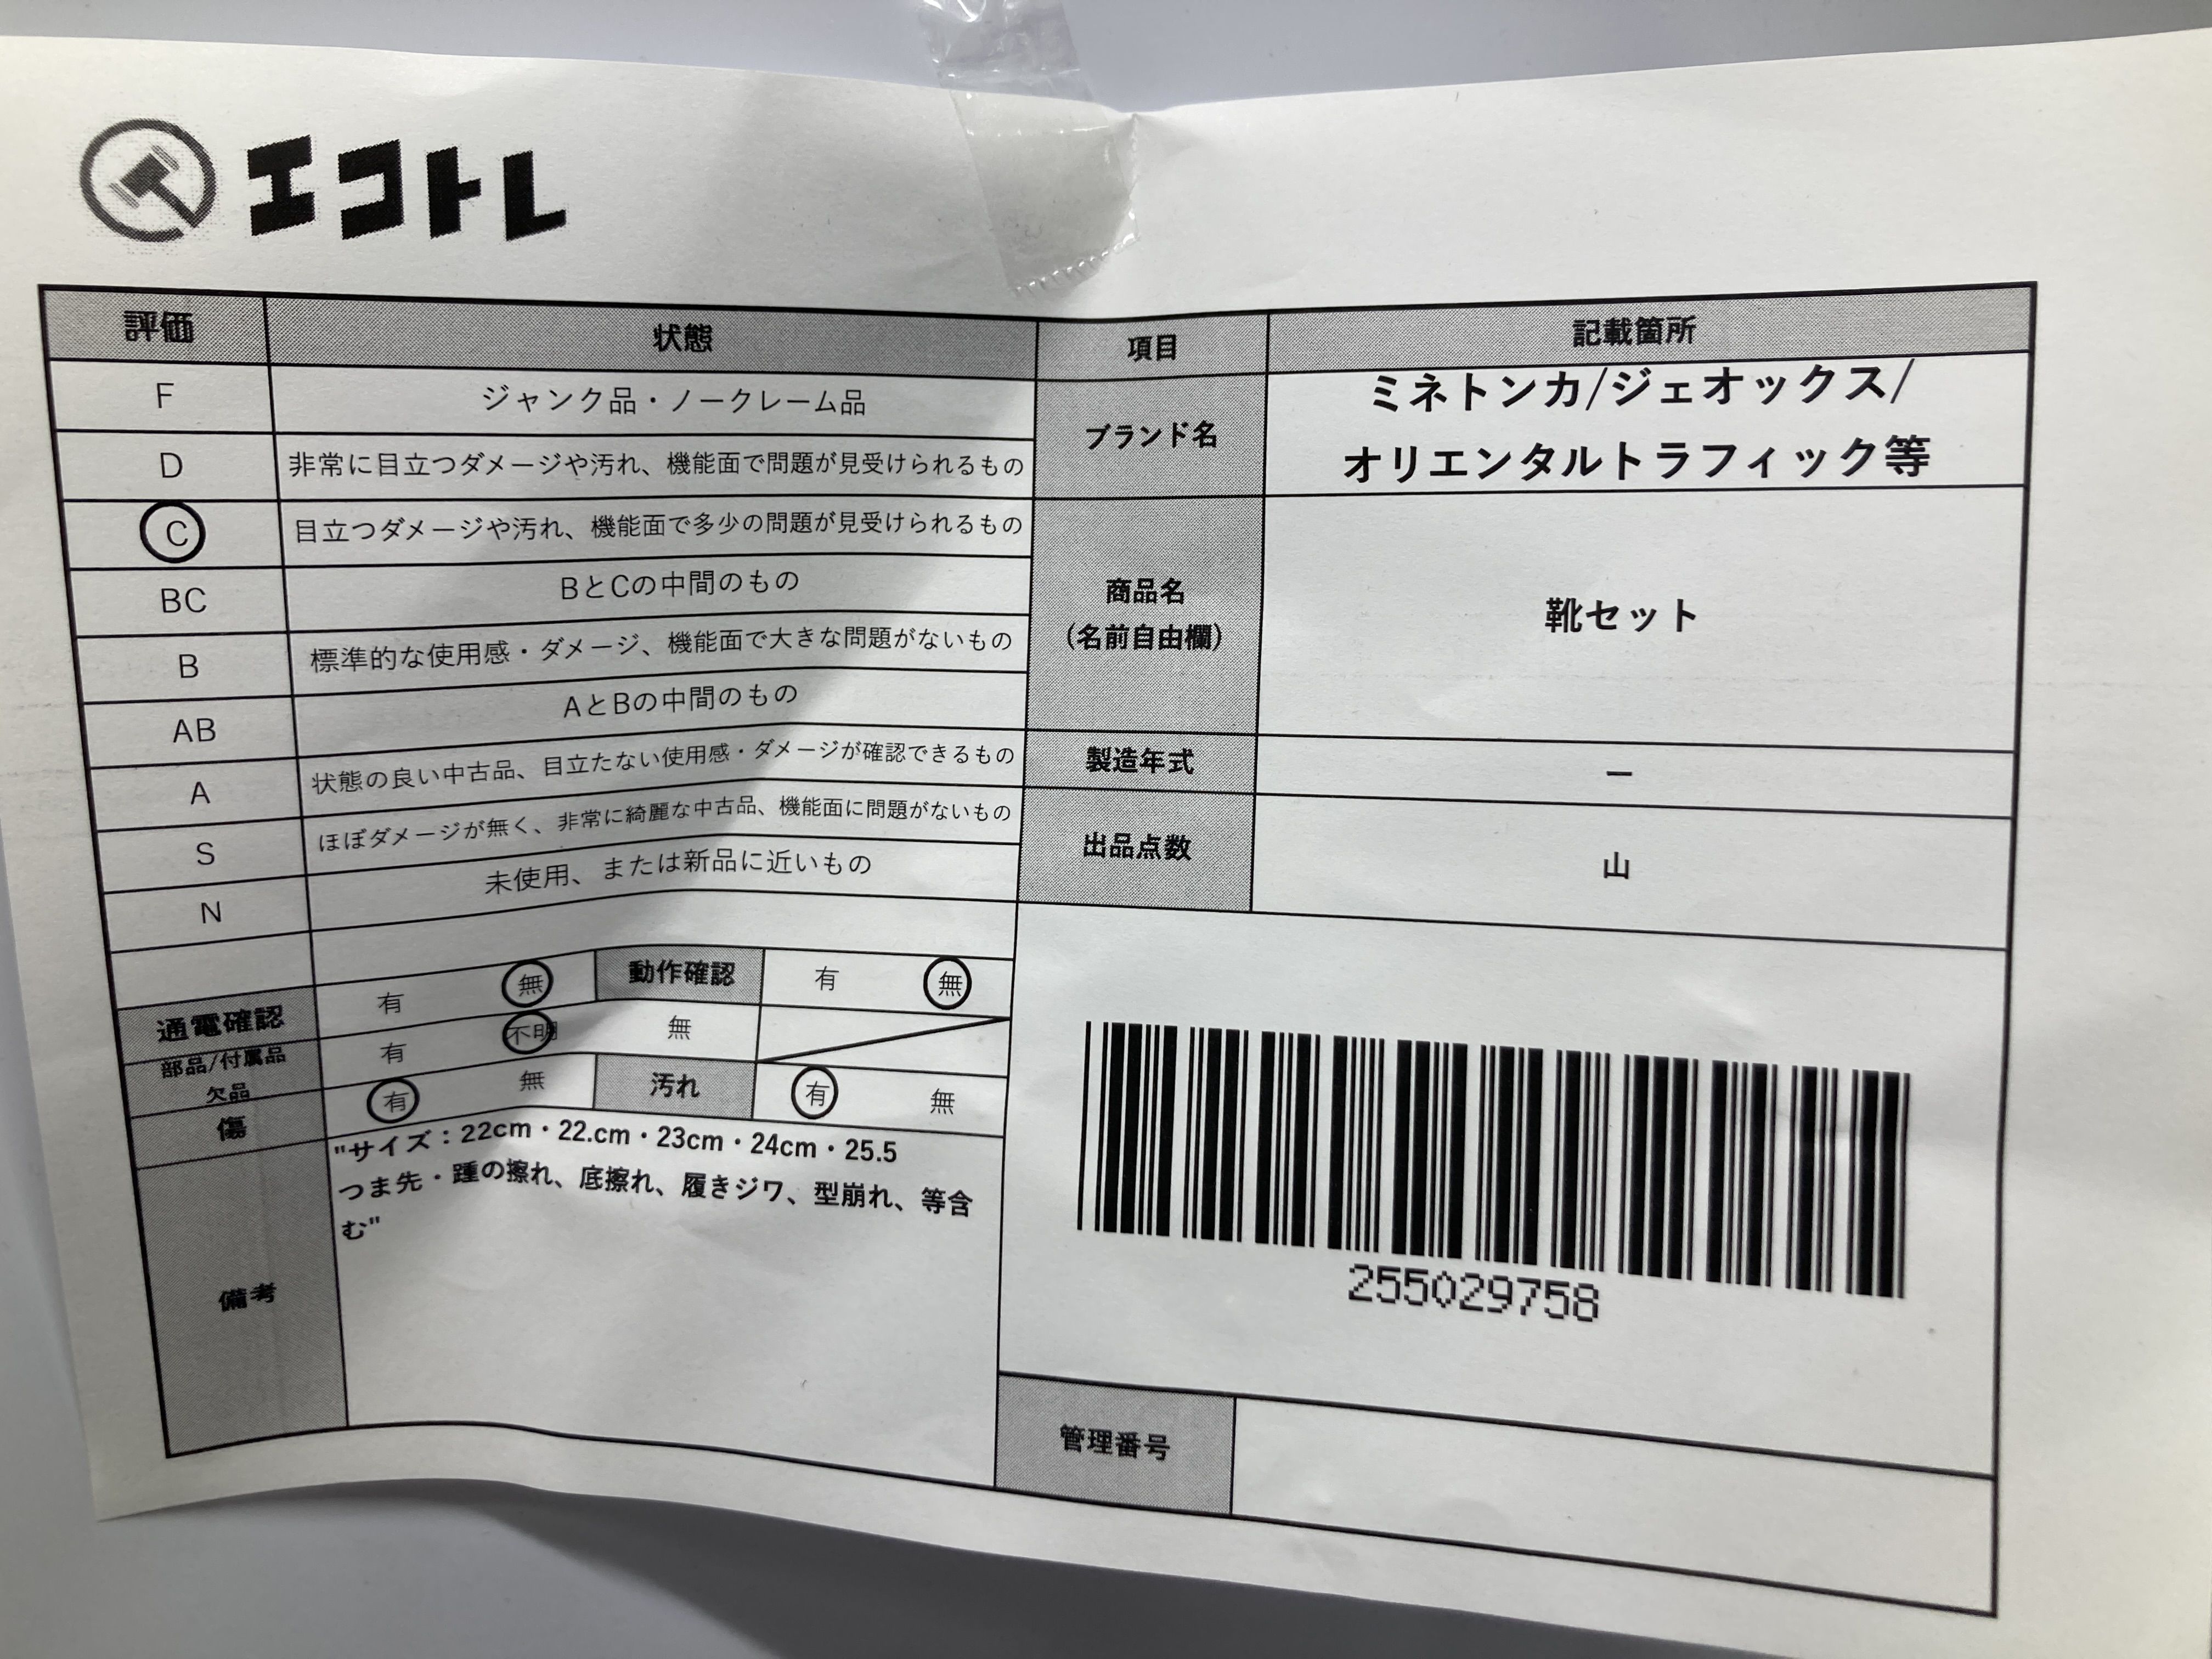 エコトレ
評価 状態 項目 記載箇所
F ジャンク品・ノークレーム品
D 非常に目立つダメージや汚れ、機能面で問題が見受けられるもの
C 目立つダメージや汚れ、機能面で多少の問題が見受けられるもの
BC BとCの中間のもの
B 標準的な使用感・ダメージ、機能面で大きな問題がないもの
AB AとBの中間のもの
A 状態の良い中古品、目立たない使用感・ダメージが確認できるもの
S ほぼダメージが無く、非常に綺麗な中古品、機能面に問題がないもの
N 未使用、または新品に近いもの
通電確認 有 無 動作確認 有 無
部品/付属品
欠品 有 不明 無
傷 有 無 汚れ 有 無
備考
"サイズ：22cm・22.cm・23cm・24cm・25.5
つま先・踵の擦れ、底擦れ、履きジワ、型崩れ、等含
む"
ブランド名
ミネトンカ/ジェオックス/
オリエンタルトラフィック等
商品名
（名前自由欄）
靴セット
製造年式 ー
出品点数 山
255029758
管理番号